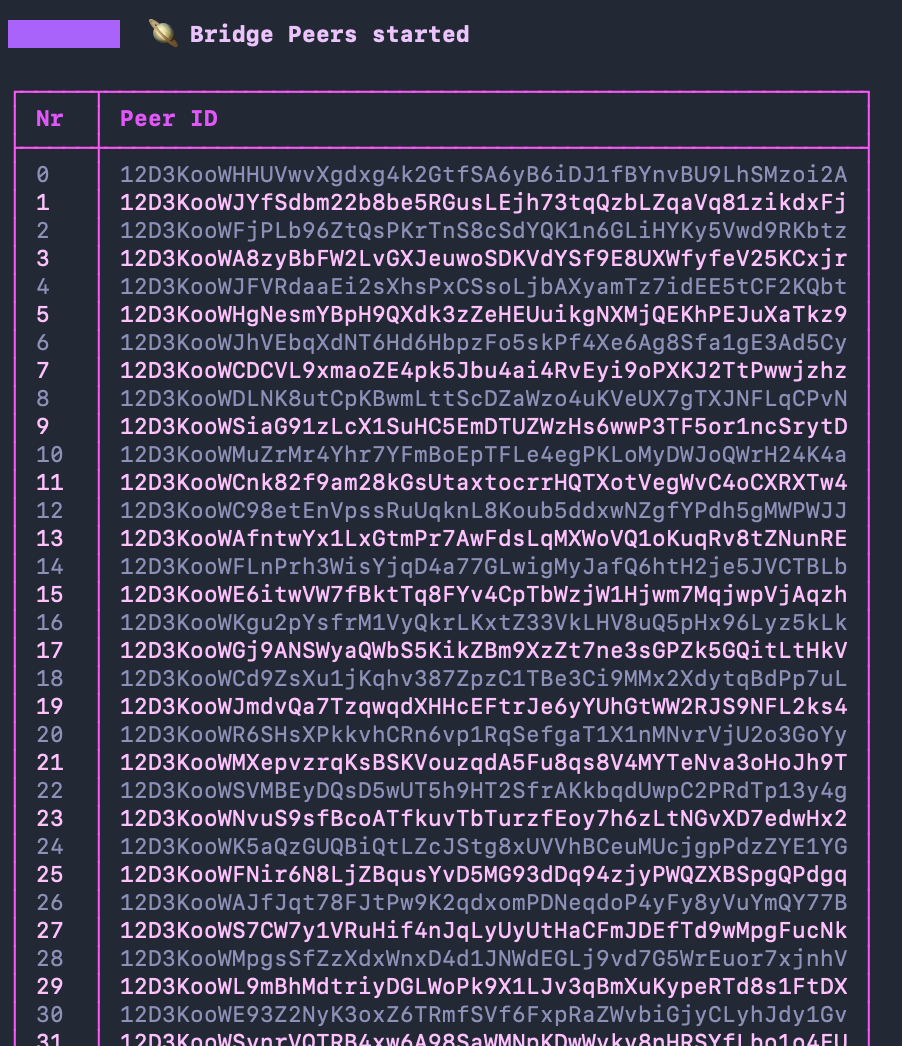 Bridge Peers started
Nr Peer ID
0 12D3KooWHHUVwvXgdxg4k2GtfSA6yB6iDJ1fBYnvBU9LhSMzoi2A
1 12D3KooWJYfSdbm22b8be5RGusLEjh73tqQzbLZqaVq81zikdxFj
2 12D3KooWFjPLb96ZtQsPKrTnS8cSdYQK1n6GLiHYKy5Vwd9RKbtz
3 12D3KooWA8zyBbFW2LvGXJeuwoSDKVdYSf9E8UXWfyfeV25KCxjr
4 12D3KooWJFVRdaaEi2sXhsPxCSsoLjbAXyamTz7idEE5tCF2KQbt
5 12D3KooWHgNesmYBpH9QXdk3zZeHEUuikgNXMjQEKhPEJuXaTkz9
6 12D3KooWJhVEbqXdNT6Hd6HbpzFo5skPf4Xe6Ag8Sfa1gE3Ad5Cy
7 12D3KooWCDCVL9xmaoZE4pk5Jbu4ai4RvEyi9oPXKJ2TtPwwjzhz
8 12D3KooWDLNK8utCpKBwmLttScDZaWzo4uKVeUX7gTXJNFLqCPvN
9 12D3KooWSiaG91zLcX1SuHC5EmDTUZWzHs6wwP3TF5or1ncSrytD
10 12D3KooWMuZrMr4Yhr7YFmBoEpTFLe4egPKLoMyDWJoQWrH24K4a
11 12D3KooWCnk82f9am28kGsUtaxtocrrHQTXotVegWvC4oCXRXTw4
12 12D3KooWC98etEnVpssRuUqknL8Koub5ddxwNZgfYPdh5gMWPWJJ
13 12D3KooWAfntwYx1LxGtmPr7AwFdsLqMXWoVQ1oKuqRv8tZNunRE
14 12D3KooWFLnPrh3WisYjqD4a77GLwigMyJafQ6htH2je5JVCTBLb
15 12D3KooWE6itwVW7fBktTq8FYv4CpTbWzjW1Hjwm7MqjwpVjAqzh
16 12D3KooWKgu2pYsfrM1VyQkrLKxtZ33VkLHV8uQ5pHx96Lyz5kLk
17 12D3KooWGj9ANSWyaQWbS5KikZBm9XzZt7ne3sGPZk5GQitLtHkV
18 12D3KooWCd9ZsXu1jKqhv387ZpzC1TBe3Ci9MMx2XdytqBdPp7uL
19 12D3KooWJmdvQa7TzqwqdXHHcEFtrJe6yYUhGtWW2RJS9NFL2ks4
20 12D3KooWR6SHsXPkkvhCRn6vp1RqSefgaT1X1nMNvrVjU2o3GoYy
21 12D3KooWMXepvzrqKsBSKVouzqdA5Fu8qs8V4MYTeNva3oHoJh9T
22 12D3KooWSVMBEyDQsD5wUT5h9HT2SfrAKkbqdUwpC2PRdTp13y4g
23 12D3KooWNvuS9sfBcoATfkuvTbTurzfEoy7h6zLtNGvXD7edwHx2
24 12D3KooWK5aQzGUQBiQtLZcJStg8xUVVhBCeuMUcjgpPdzZYE1YG
25 12D3KooWFNir6N8LjZBqusYvD5MG93dDq94zjyPWQZXBSpgQPdgq
26 12D3KooWAJfJqt78FJtPw9K2qdxomPDNeqdoP4yFy8yVuYmQY77B
27 12D3KooWS7CW7y1VRuHif4nJqLyUyUtHaCFmJDEfTd9wMpgFucNk
28 12D3KooWMpgsSfZzXdxWnxD4d1JNWdEGLj9vd7G5WrEuor7xjnhV
29 12D3KooWL9mBhMdtriyDGLWoPk9X1LJv3qBmXuKypeRTd8s1FtDX
30 12D3KooWE93Z2NyK3oxZ6TRmfSVf6FxpRaZWvbiGjyCLyhJdy1Gv
31